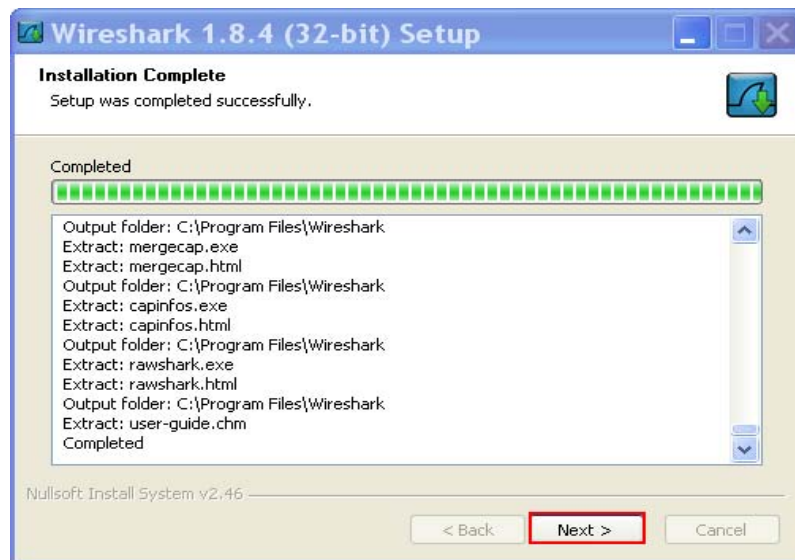 Wireshark 1.8.4 (32-bit) Setup
Installation Complete
Setup was completed successfully.
Completed
Output folder: C:\Program Files\Wireshark
Extract: mergecap.exe
Extract: mergecap.html
Output folder: C:\Program Files\Wireshark
Extract: capinfos.exe
Extract: capinfos.html
Output folder: C:\Program Files\Wireshark
Extract: rawshark.exe
Extract: rawshark.html
Output folder: C:\Program Files\Wireshark
Extract: user-guide.chm
Completed
Nullsoft Install System v2.46
< Back Next > Cancel